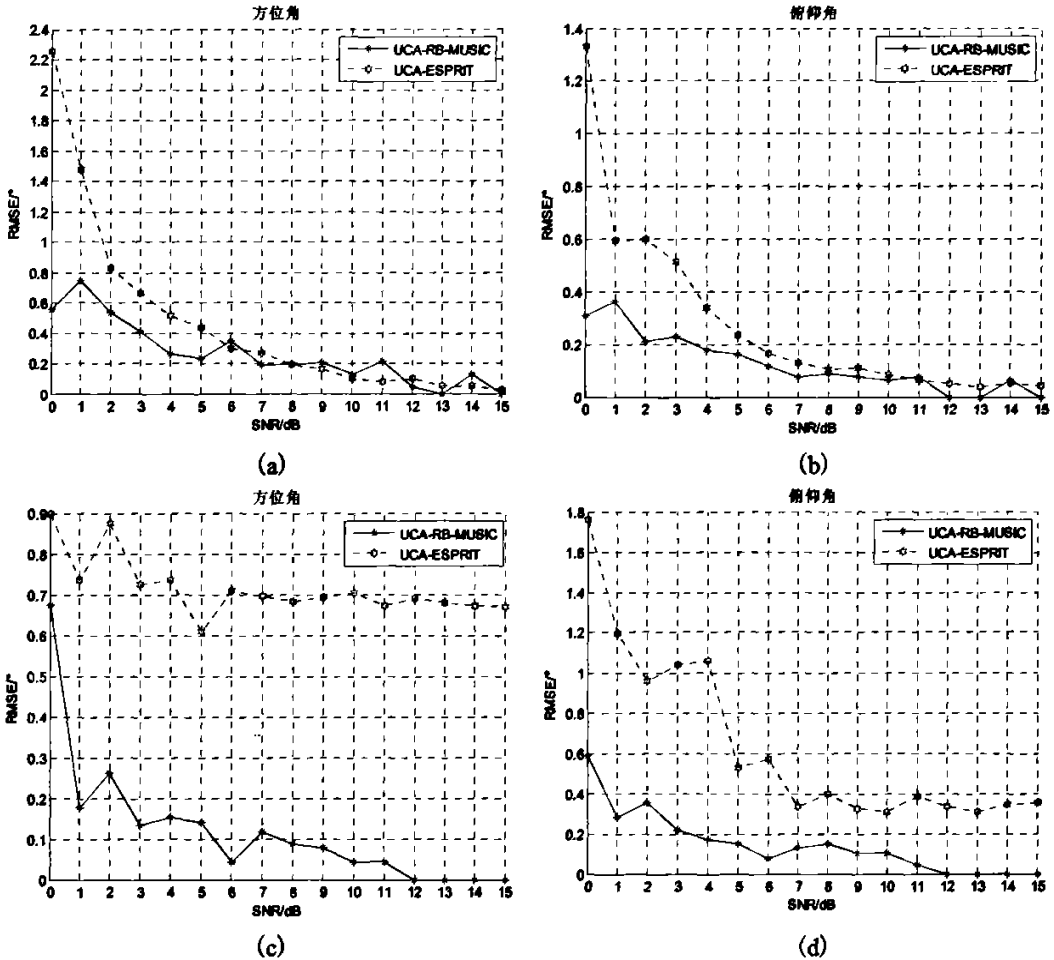 方位角
2.4
2.2
2
1.8
1.6
1.4
1.2
1
0.8
0.6
0.4
0.2
0
RMSE/°
UCA-RB-MUSIC
UCA-ESPRIT
0 1 2 3 4 5 6 7 8 9 10 11 12 13 14 15
SNR/dB
(a)
俯仰角
1.4
1.2
1
0.8
0.6
0.4
0.2
0
RMSE/°
UCA-RB-MUSIC
UCA-ESPRIT
0 1 2 3 4 5 6 7 8 9 10 11 12 13 14 15
SNR/dB
(b)
方位角
0.9
0.8
0.7
0.6
0.5
0.4
0.3
0.2
0.1
0
RMSE/°
UCA-RB-MUSIC
UCA-ESPRIT
0 1 2 3 4 5 6 7 8 9 10 11 12 13 14 15
SNR/dB
(c)
俯仰角
1.8
1.6
1.4
1.2
1
0.8
0.6
0.4
0.2
0
RMSE/°
UCA-RB-MUSIC
UCA-ESPRIT
0 1 2 3 4 5 6 7 8 9 10 11 12 13 14 15
SNR/dB
(d)